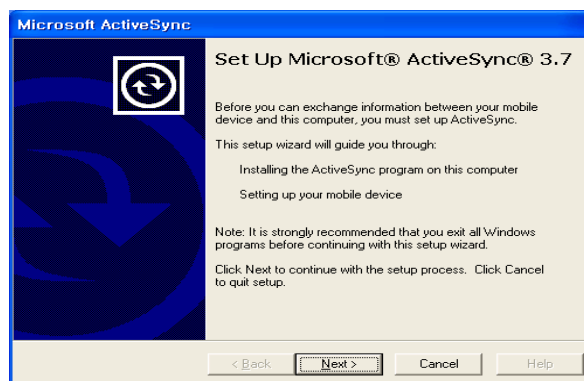 Microsoft ActiveSync
Set Up Microsoft® ActiveSync® 3.7
Before you can exchange information between your mobile
device and this computer, you must set up ActiveSync.
This setup wizard will guide you through:
Installing the ActiveSync program on this computer
Setting up your mobile device
Note: It is strongly recommended that you exit all Windows
programs before continuing with this setup wizard.
Click Next to continue with the setup process. Click Cancel
to quit setup.
< Back Next > Cancel Help